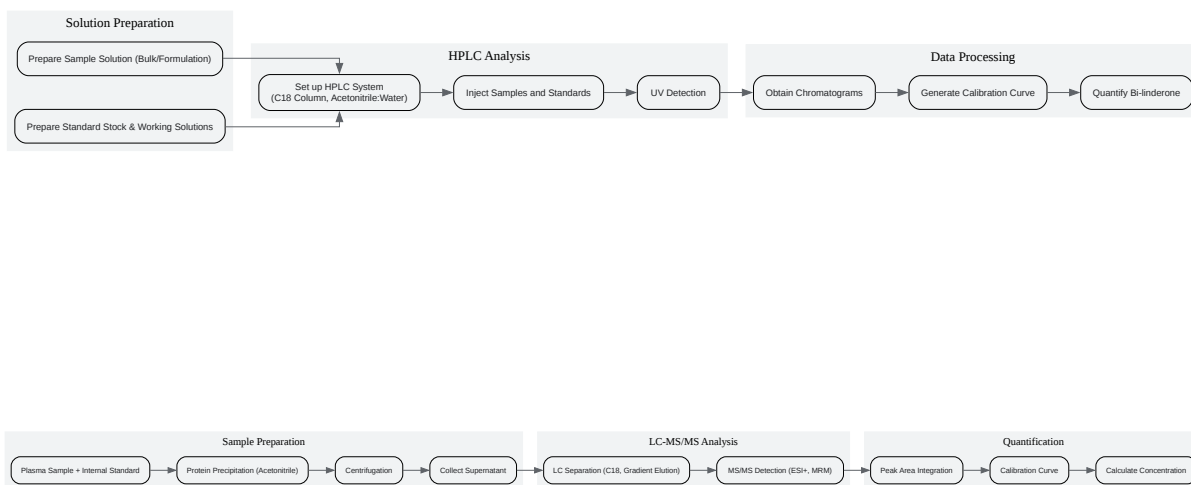 Solution Preparation
Prepare Sample Solution (Bulk/Formulation)
Prepare Standard Stock & Working Solutions
HPLC Analysis
Set up HPLC System
(C18 Column, Acetonitrile:Water)
Inject Samples and Standards
UV Detection
Data Processing
Obtain Chromatograms
Generate Calibration Curve
Quantify Bi-linderone
Sample Preparation
Plasma Sample + Internal Standard
Protein Precipitation (Acetonitrile)
Centrifugation
Collect Supernatant
LC-MS/MS Analysis
LC Separation (C18, Gradient Elution)
MS/MS Detection (ESI+, MRM)
Quantification
Peak Area Integration
Calibration Curve
Calculate Concentration